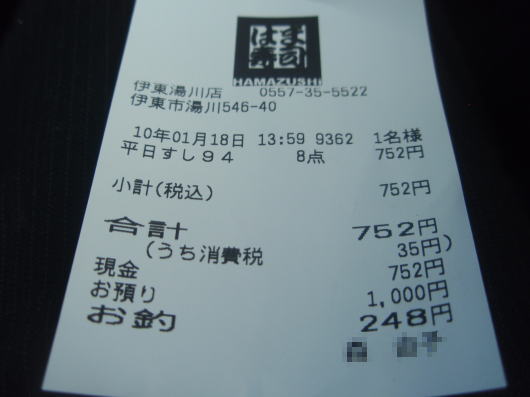 はま寿司
HAMAZUSHI
伊東湯川店 0557-35-5522
伊東市湯川546-40
10年01月18日 13:59 9362 1名様
平日すし94 8点 752円
小計(税込) 752円
合計 752円
(うち消費税 35円)
現金 752円
お預り 1,000円
お釣 248円